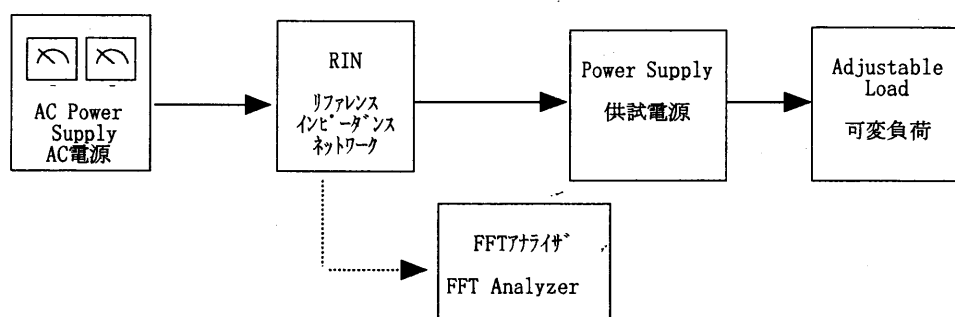 AC Power
Supply
AC電源
RIN
リファレンス
インピーダンス
ネットワーク
Power Supply
供試電源
Adjustable
Load
可変負荷
FFTアナライザ
FFT Analyzer